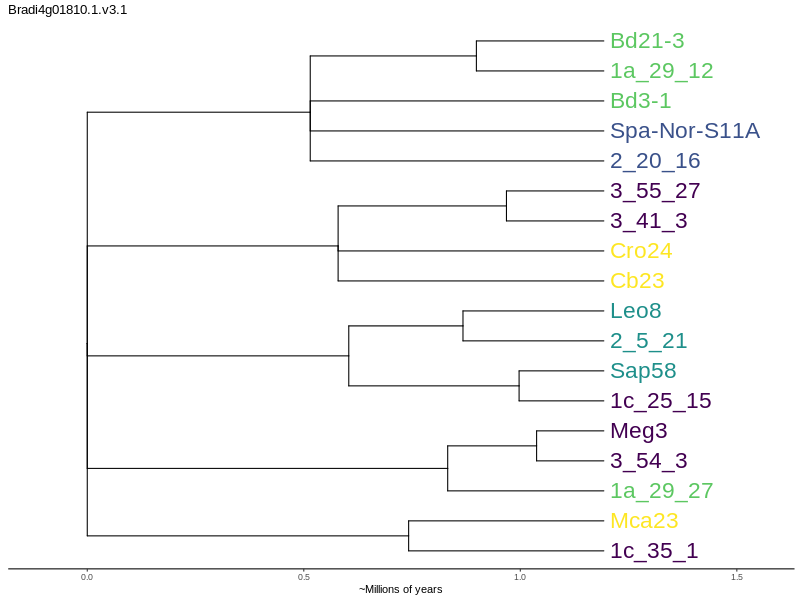 Bradi4g01810.1.v3.1
Bd21-3
1a_29_12
Bd3-1
Spa-Nor-S11A
2_20_16
3_55_27
3_41_3
Cro24
Cb23
Leo8
2_5_21
Sap58
1c_25_15
Meg3
3_54_3
1a_29_27
Mca23
1c_35_1
0.0 0.5 1.0 1.5
~Millions of years